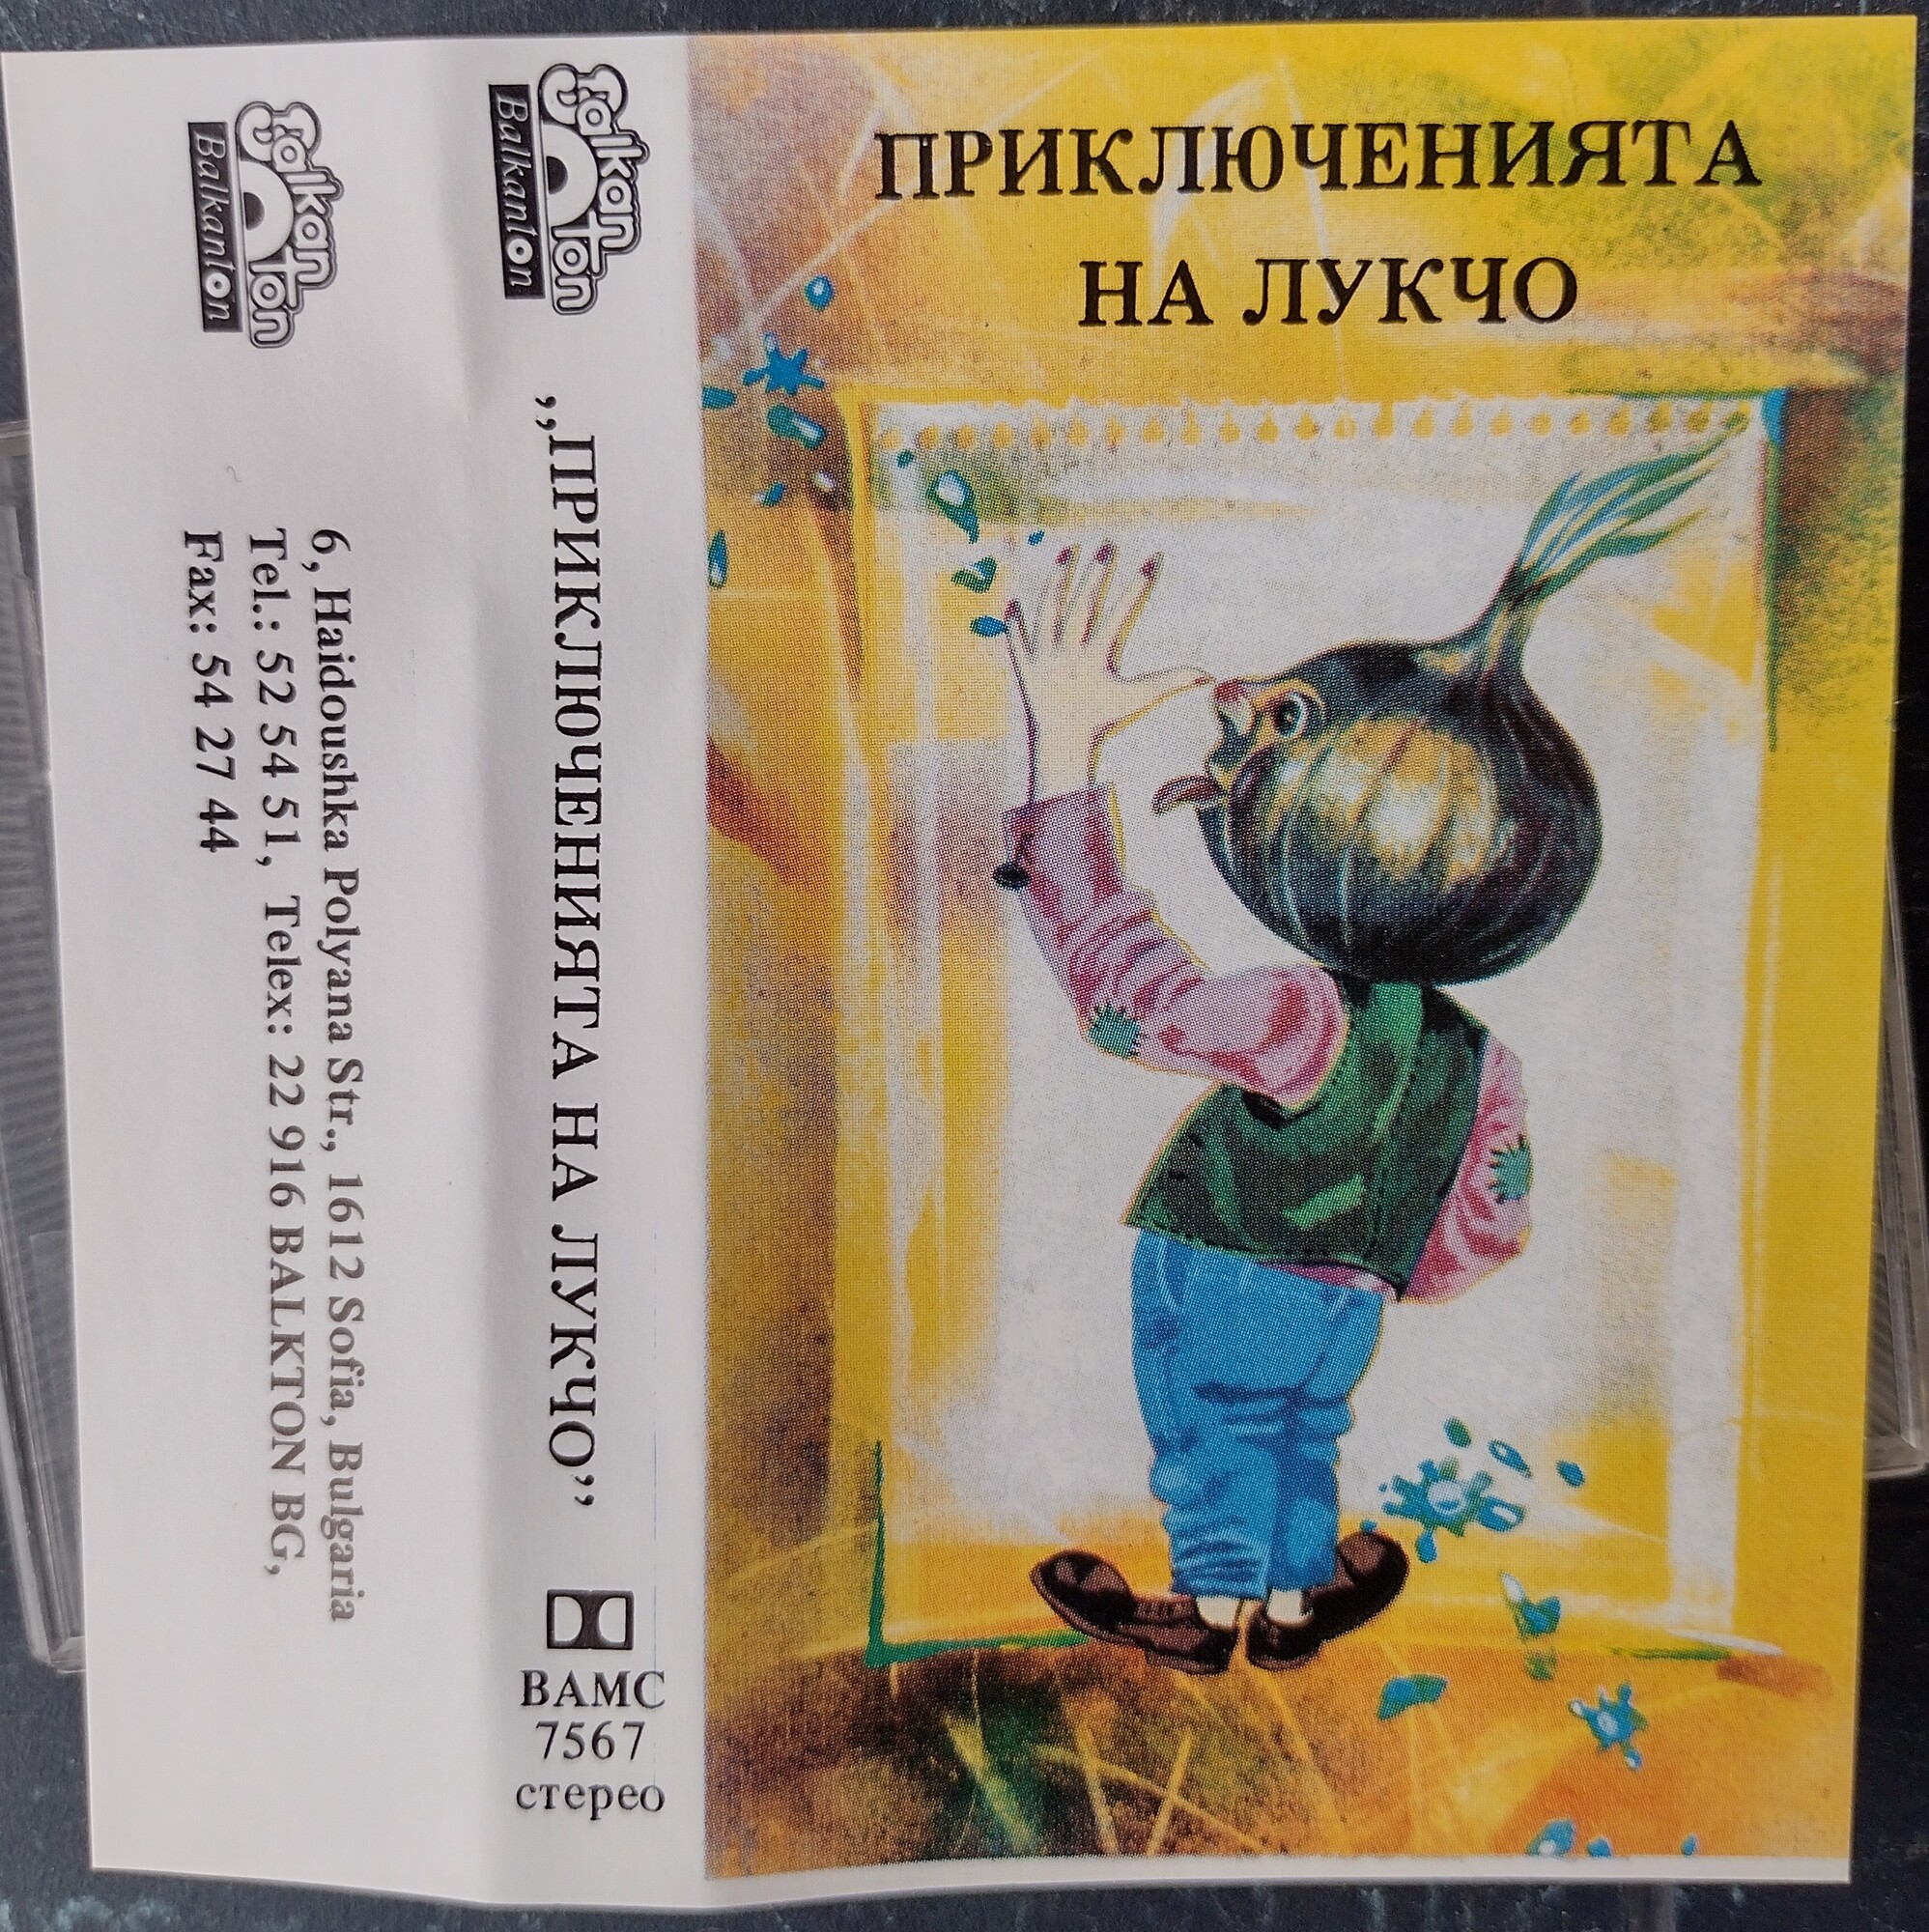 ПРИКЛЮЧЕНИЯТА
НА ЛУКЧО
Balkanton
Balkanton
„ПРИКЛЮЧЕНИЯТА НА ЛУКЧО”
ВАМС
7567
стерео
Balkanton
Balkanton
6, Haidoushka Polyana Str., 1612 Sofia, Bulgaria
Tel.: 52 54 51, Telex: 22 916 BALKTON BG,
Fax: 54 27 44